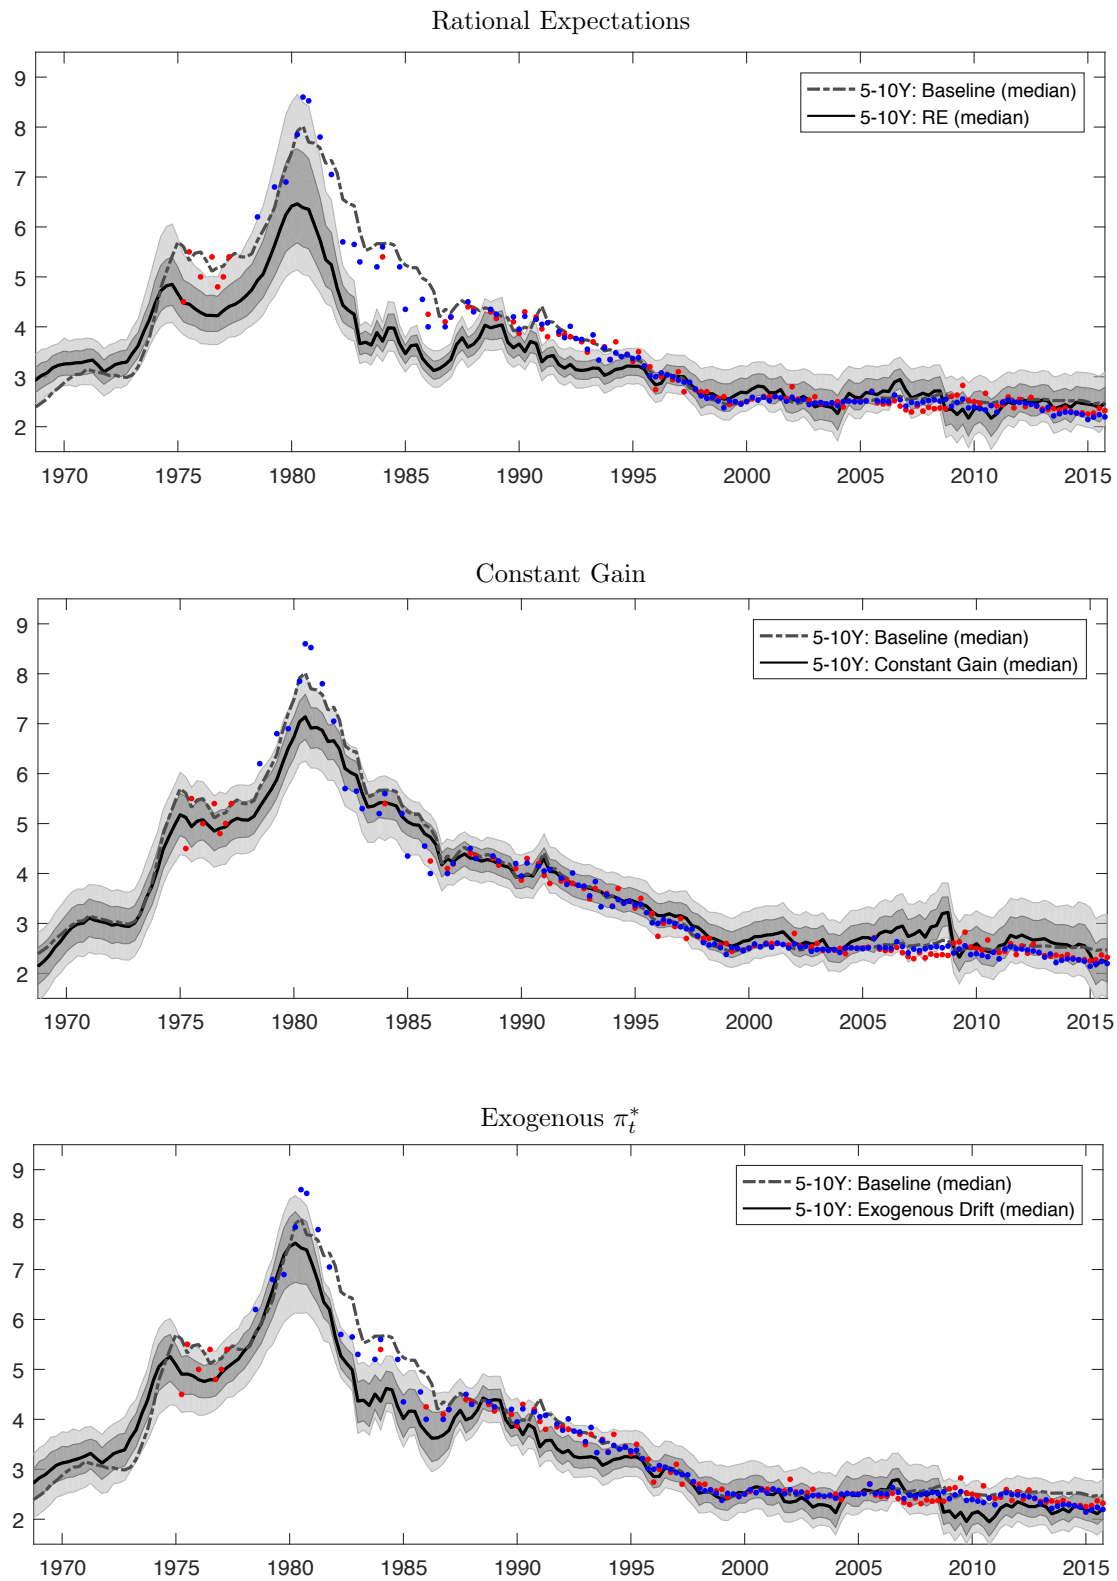 Rational Expectations
5-10Y: Baseline (median)
5-10Y: RE (median)
9
8
7
6
5
4
3
2
1970 1975 1980 1985 1990 1995 2000 2005 2010 2015
Constant Gain
5-10Y: Baseline (median)
5-10Y: Constant Gain (median)
9
8
7
6
5
4
3
2
1970 1975 1980 1985 1990 1995 2000 2005 2010 2015
Exogenous π*t
5-10Y: Baseline (median)
5-10Y: Exogenous Drift (median)
9
8
7
6
5
4
3
2
1970 1975 1980 1985 1990 1995 2000 2005 2010 2015